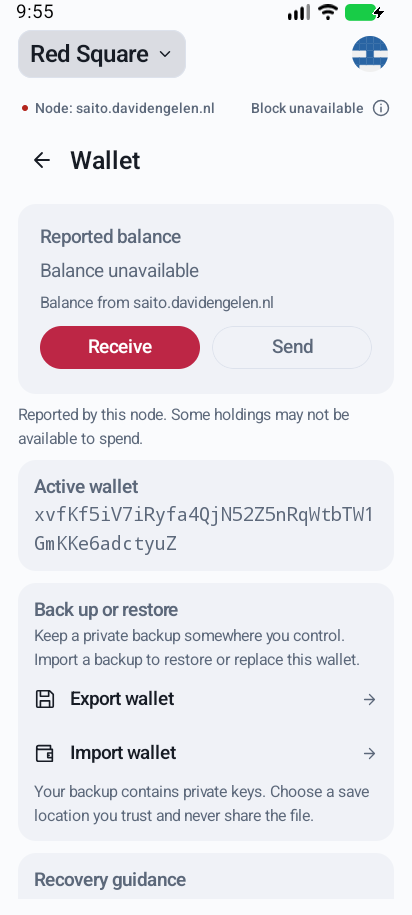 9:55
Red Square
Node: saito.davidengelen.nl
Block unavailable
Wallet
Reported balance
Balance unavailable
Balance from saito.davidengelen.nl
Receive
Send
Reported by this node. Some holdings may not be
available to spend.
Active wallet
xvfKf5iV7iRyfa4QjN52Z5nRqWtbTW1
GmKKe6adctyuZ
Back up or restore
Keep a private backup somewhere you control.
Import a backup to restore or replace this wallet.
Export wallet
Import wallet
Your backup contains private keys. Choose a save
location you trust and never share the file.
Recovery guidance